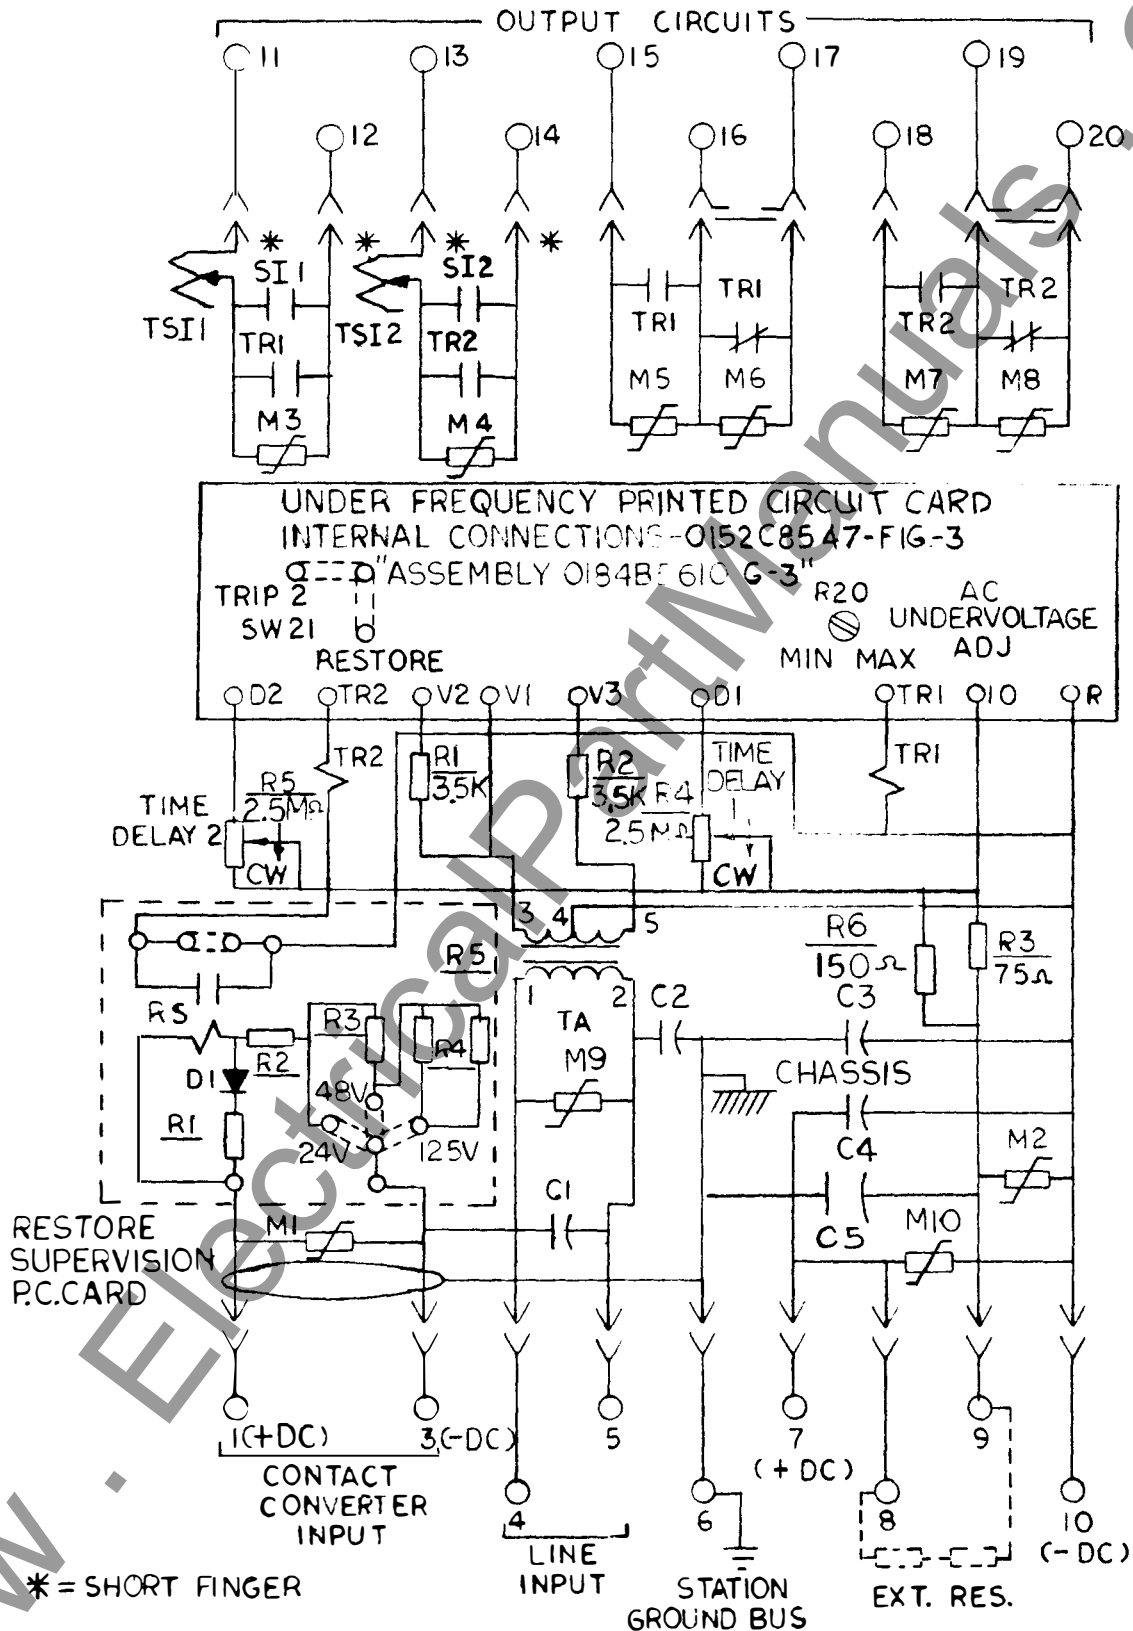 OUTPUT CIRCUITS
11 13 15 17 19
12 14 16 18 20
* * * *
SI1 SI2
TSI1 TR1 TSI2 TR2 TR1 TR1 TR2 TR2
M3 M4 M5 M6 M7 M8
UNDER FREQUENCY PRINTED CIRCUIT CARD
INTERNAL CONNECTIONS-0152C8547-FIG-3
"ASSEMBLY 0184B5610 G-3"
TRIP 2
SW21
RESTORE
R20
MIN MAX
AC
UNDERVOLTAGE
ADJ
D2 TR2 V2 V1 V3 D1 TR1 10 R
TR2
R1
3.5K
R2
3.5K
TIME
DELAY
TR1
TIME
DELAY 2
R5
2.5MΩ
CW
R4
2.5MΩ
CW
3 4 5
1 2
R6
150Ω
R3
75Ω
R5
RS
R3
R4
R2
D1
R1
48V
24V
125V
TA
M9
C2
C3
CHASSIS
C4
C5
M2
M10
C1
M1
RESTORE
SUPERVISION
P.C.CARD
1(+DC) 3(-DC) 5
7
(+DC)
9
CONTACT
CONVERTER
INPUT
4
LINE
INPUT
6
STATION
GROUND BUS
8
EXT. RES.
10
(-DC)
* = SHORT FINGER
www.ElectricalPartManuals.